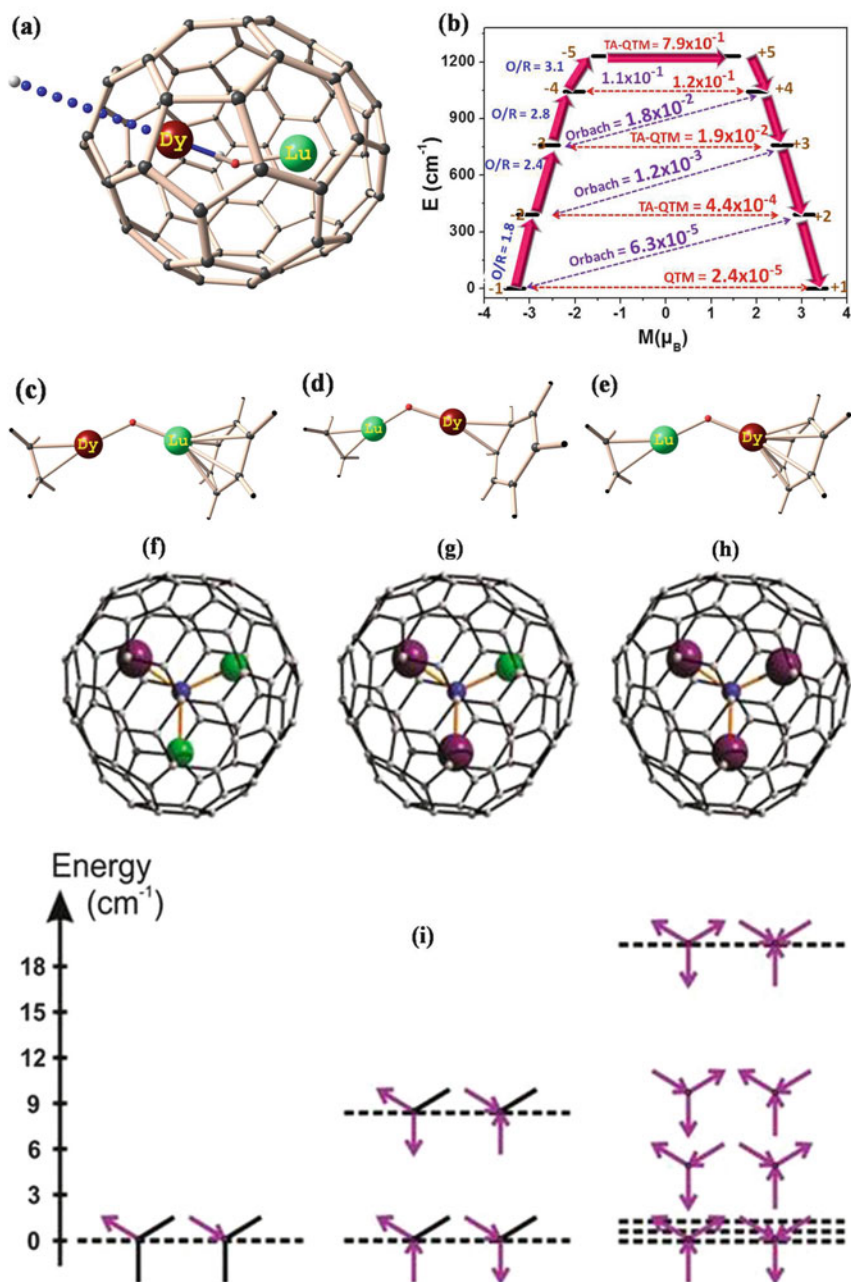 (a)
Dy
Lu
(b)
E (cm⁻¹)
1200
900
600
300
0
-4 -3 -2 -1 0 1 2 3 4
M(μB)
-5 TA-QTM = 7.9x10⁻¹ +5
O/R = 3.1
-4 1.1x10⁻¹ 1.2x10⁻¹ +4
O/R = 2.8
Orbach = 1.8x10⁻²
-3 TA-QTM = 1.9x10⁻² +3
O/R = 2.4
Orbach = 1.2x10⁻³
2 TA-QTM = 4.4x10⁻⁴ +2
O/R = 1.8
Orbach = 6.3x10⁻⁵
-1 QTM = 2.4x10⁻⁵ +1
(c)
(d)
(e)
Dy Lu
Lu Dy
Lu Dy
(f)
(g)
(h)
Energy
(cm⁻¹)
(i)
18
15
12
9
6
3
0